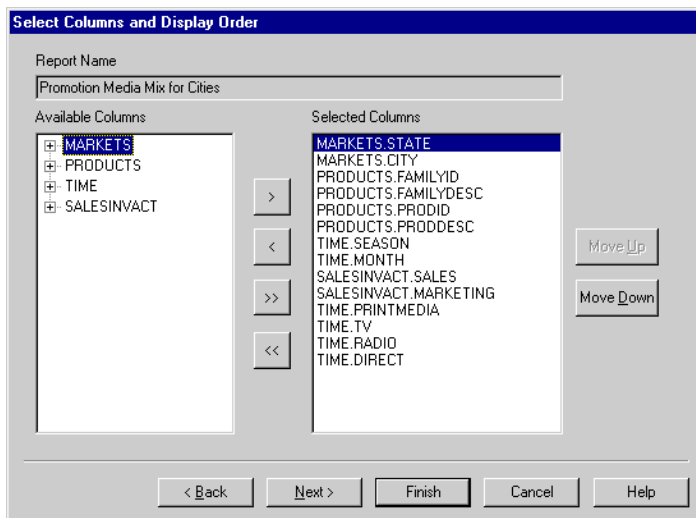 Select Columns and Display Order
Report Name
Promotion Media Mix for Cities
Available Columns
MARKETS
PRODUCTS
TIME
SALESINVACT
>
<
>>
<<
Selected Columns
MARKETS.STATE
MARKETS.CITY
PRODUCTS.FAMILYID
PRODUCTS.FAMILYDESC
PRODUCTS.PRODID
PRODUCTS.PRODDESC
TIME.SEASON
TIME.MONTH
SALESINVACT.SALES
SALESINVACT.MARKETING
TIME.PRINTMEDIA
TIME.TV
TIME.RADIO
TIME.DIRECT
Move Up
Move Down
< Back
Next >
Finish
Cancel
Help